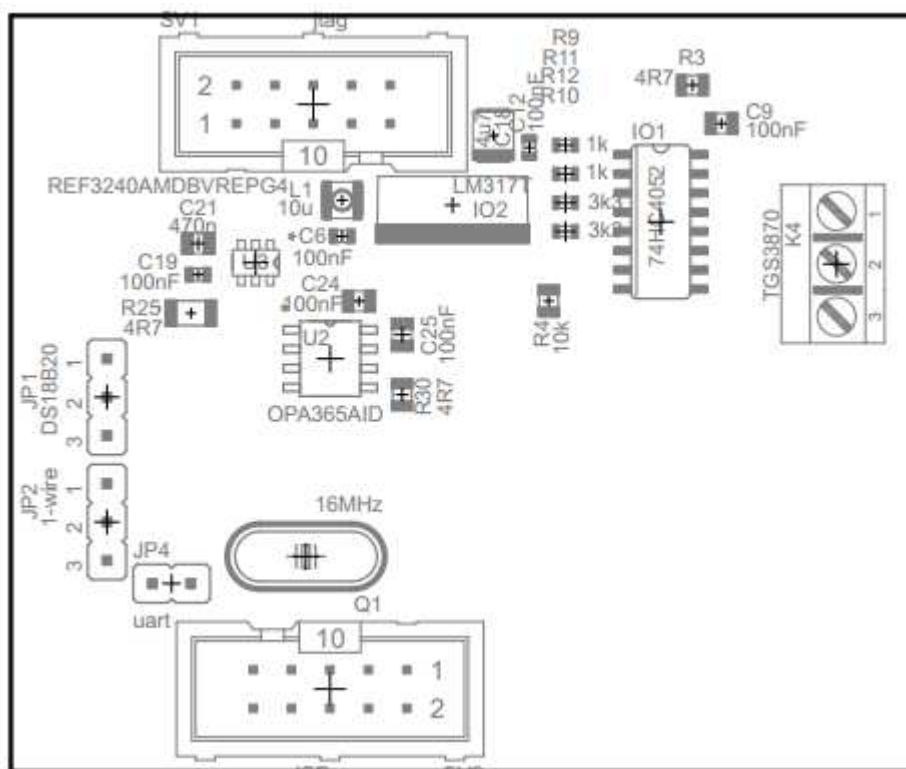 SV1
jtag
2
1
10
R9
R11
R12
R10
R3
4R7
C9
100nF
4u7
C18
C12
100nF
1k
1k
3k3
IO1
74HC4052
REF3240AMDBVREPG4
L1
10u
LM317T
IO2
C21
470n
*C6
100nF
C19
100nF
R25
4R7
C24
100nF
U2
OPA365AID
C25
100nF
R30
4R7
R4
10k
TGS3870
K4
1
2
3
JP1
DS18B20
1
2
3
JP2
1-wire
1
2
3
JP4
uart
16MHz
Q1
10
1
2